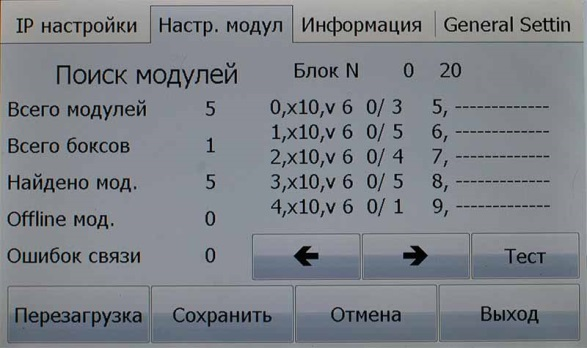 IP настройки Настр. модул Информация General Settin
Поиск модулей Блок N 0 20
Всего модулей 5 0,x10,v 6 0/ 3 5, -------------
1,x10,v 6 0/ 5 6, -------------
Всего боксов 1 2,x10,v 6 0/ 4 7, -------------
Найдено мод. 5 3,x10,v 6 0/ 5 8, -------------
4,x10,v 6 0/ 1 9, -------------
Offline мод. 0
Ошибок связи 0 Тест
Перезагрузка Сохранить Отмена Выход